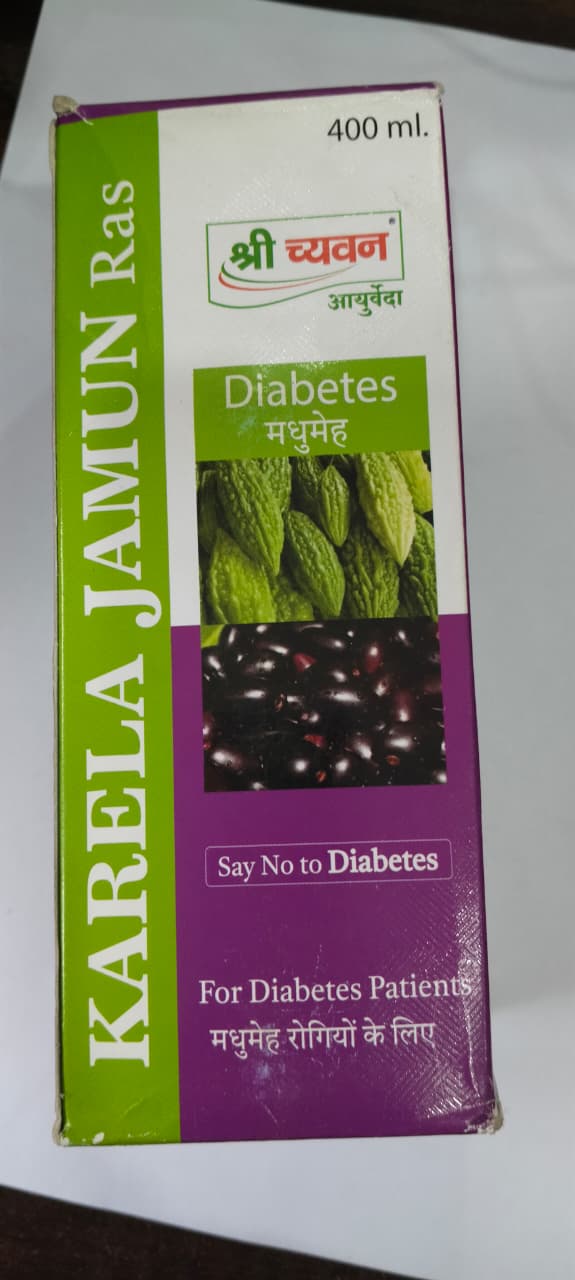 400 ml.
श्री च्यवन
आयुर्वेदा
Diabetes
मधुमेह
KARELA JAMUN Ras
Say No to Diabetes
For Diabetes Patients
मधुमेह रोगियों के लिए